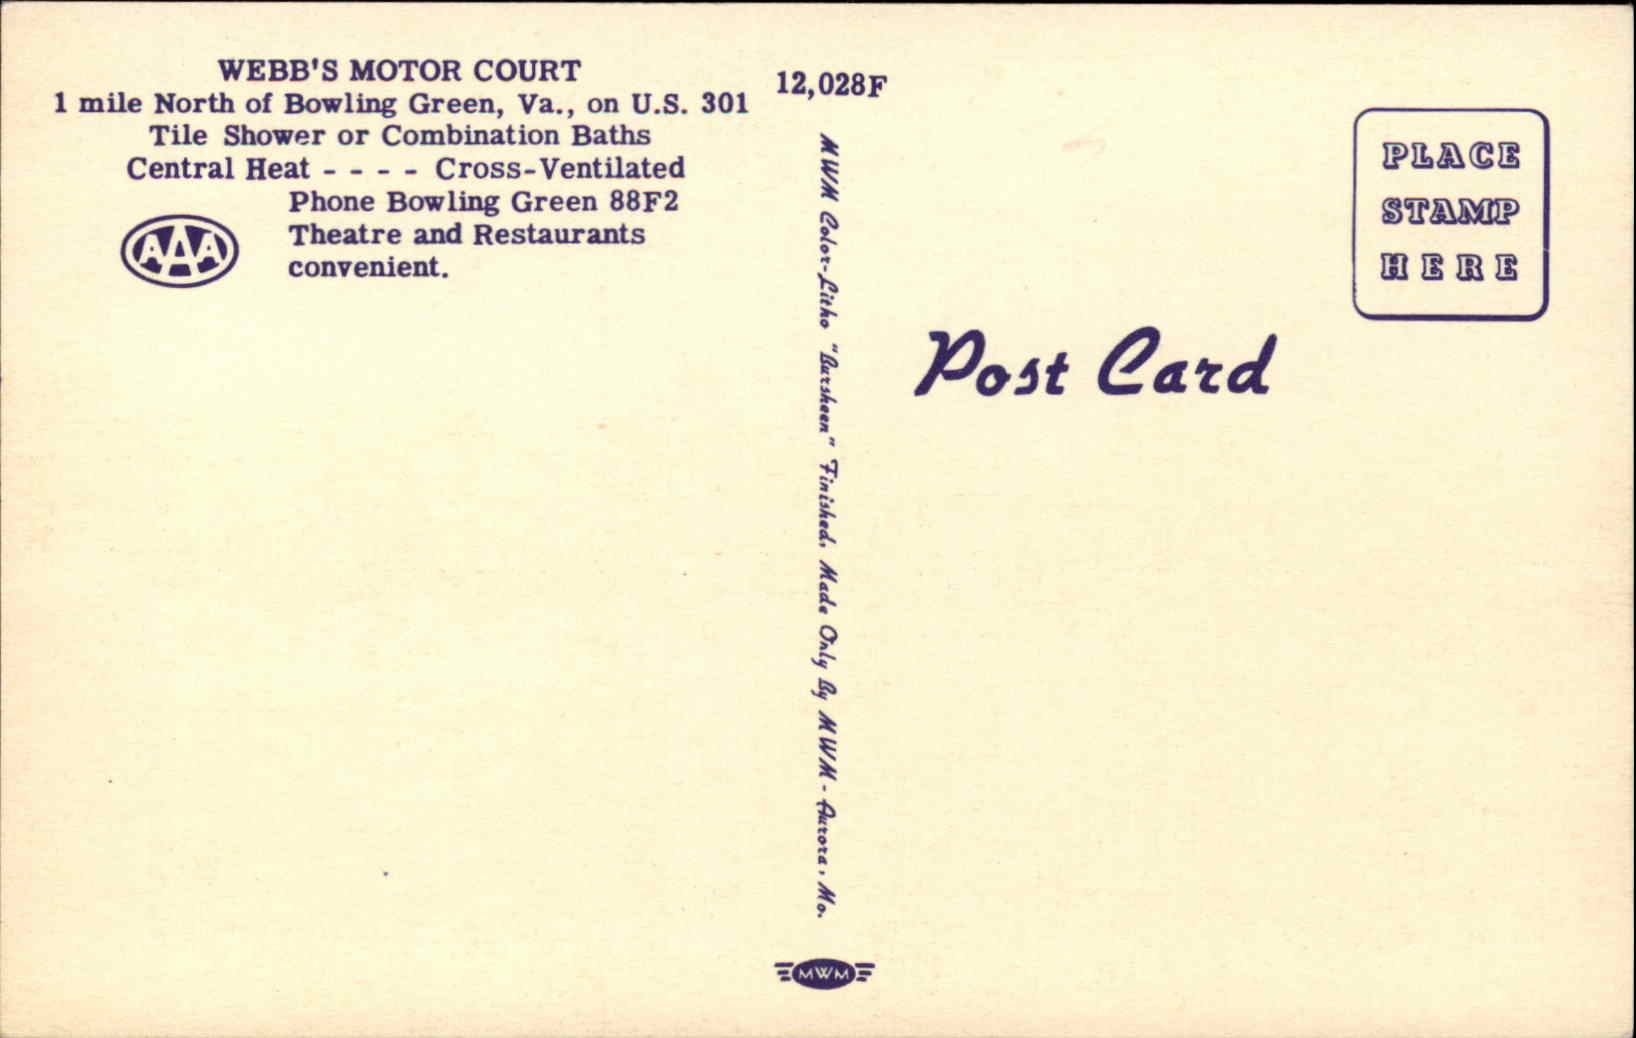 WEBB'S MOTOR COURT
1 mile North of Bowling Green, Va., on U.S. 301
Tile Shower or Combination Baths
Central Heat - - - - Cross-Ventilated
Phone Bowling Green 88F2
Theatre and Restaurants
convenient.
AAA
12,028F
MWM Color-Litho "Bursheen" Finished, Made Only By MWM - Aurora, Mo.
MWM
PLACE
STAMP
HERE
Post Card